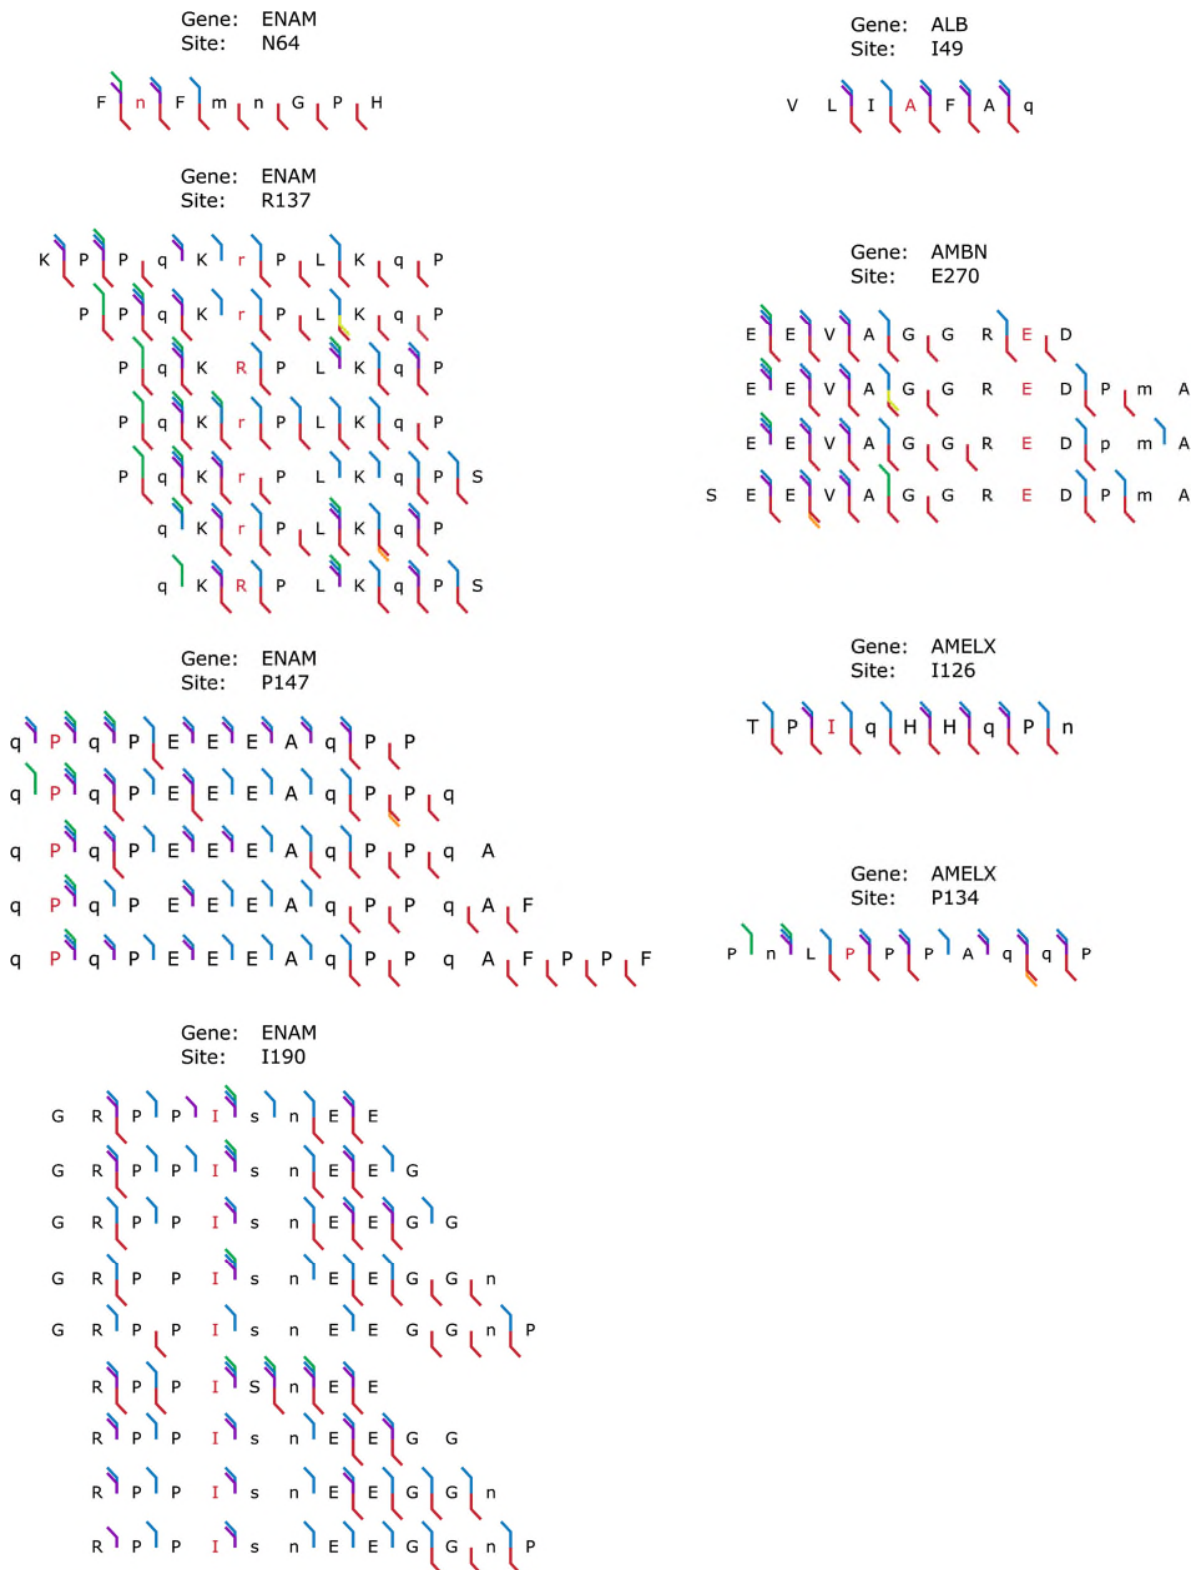 Gene: ENAM
Site: N64
F n F m n G P H
Gene: ENAM
Site: R137
K P P q K r P L K q P
P P q K r P L K q P
P q K R P L K q P
P q K r P L K q P
P q K r P L K q P S
q K r P L K q P
q K R P L K q P S
Gene: ENAM
Site: P147
q P q P E E E A q P P
q P q P E E E A q P P q
q P q P E E E A q P P q A
q P q P E E E A q P P q A F
q P q P E E E A q P P q A F P P F
Gene: ENAM
Site: I190
G R P P I s n E E
G R P P I s n E E G
G R P P I s n E E G G
G R P P I s n E E G G n
G R P P I s n E E G G n P
R P P I S n E E
R P P I s n E E G G
R P P I s n E E G G n
R P P I s n E E G G n P
Gene: ALB
Site: I49
V L I A F A q
Gene: AMBN
Site: E270
E E V A G G R E D
E E V A G G R E D P m A
E E V A G G R E D p m A
S E E V A G G R E D P m A
Gene: AMELX
Site: I126
T P I q H H q P n
Gene: AMELX
Site: P134
P n L P P P A q q P